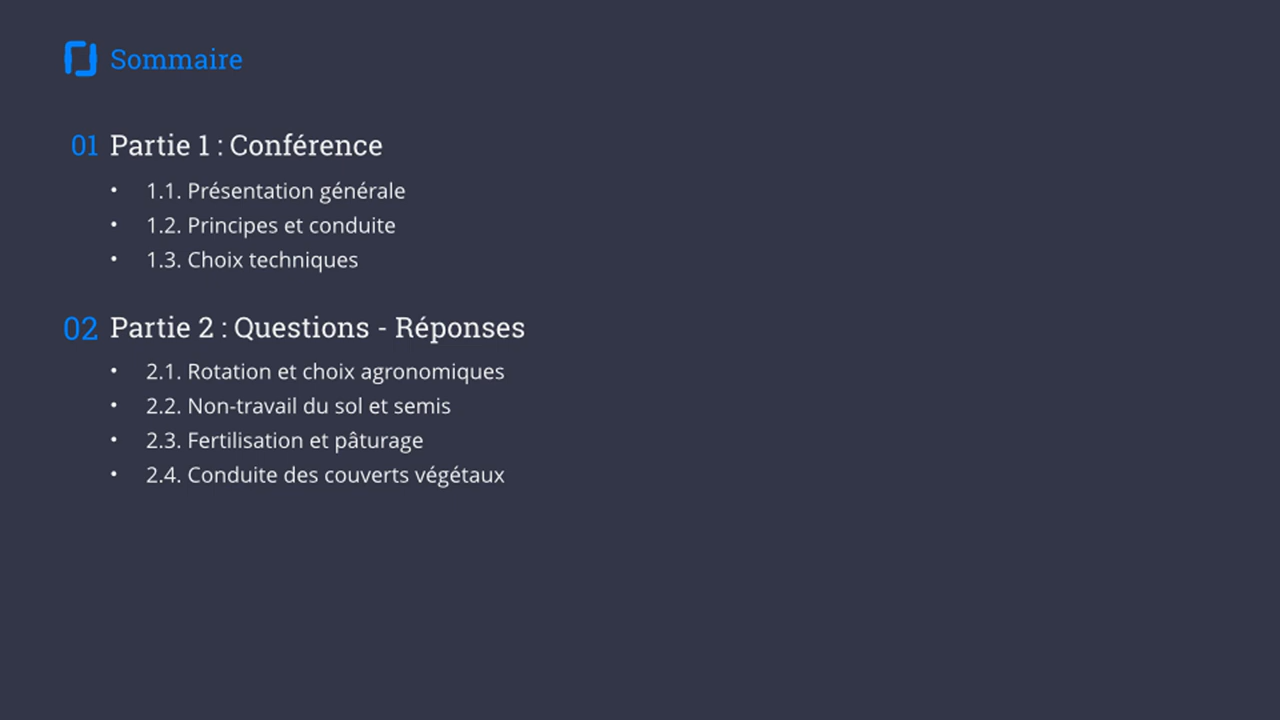 Sommaire
01 Partie 1 : Conférence
• 1.1. Présentation générale
• 1.2. Principes et conduite
• 1.3. Choix techniques
02 Partie 2 : Questions - Réponses
• 2.1. Rotation et choix agronomiques
• 2.2. Non-travail du sol et semis
• 2.3. Fertilisation et pâturage
• 2.4. Conduite des couverts végétaux